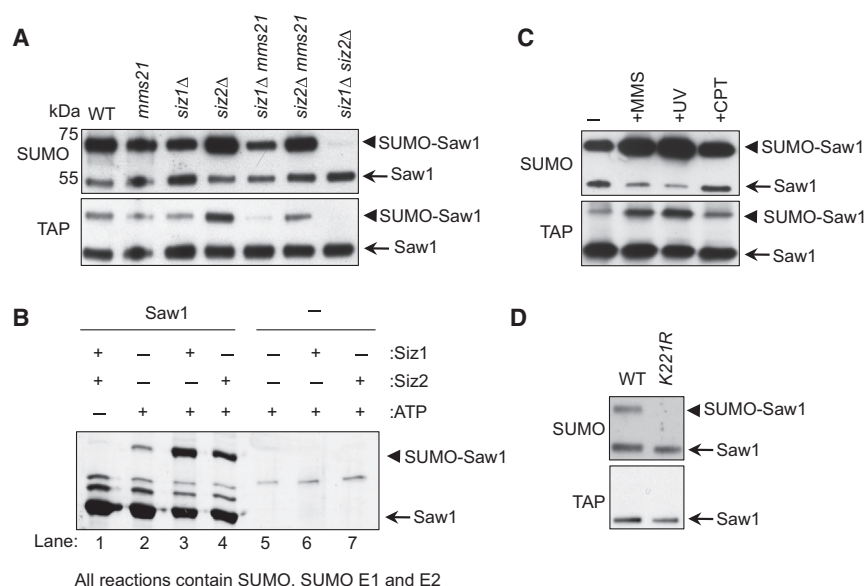 A
kDa WT mms21 siz1Δ siz2Δ siz1Δ mms21 siz2Δ mms21 siz1Δ siz2Δ
75
SUMO
55
SUMO-Saw1
Saw1
TAP
SUMO-Saw1
Saw1
C
– +MMS +UV +CPT
SUMO
SUMO-Saw1
Saw1
TAP
SUMO-Saw1
Saw1
B
Saw1 –
+ – + – – + – :Siz1
+ – – + – – + :Siz2
– + + + + + + :ATP
SUMO-Saw1
Saw1
Lane: 1 2 3 4 5 6 7
All reactions contain SUMO, SUMO E1 and E2
D
WT K221R
SUMO
SUMO-Saw1
Saw1
TAP
Saw1